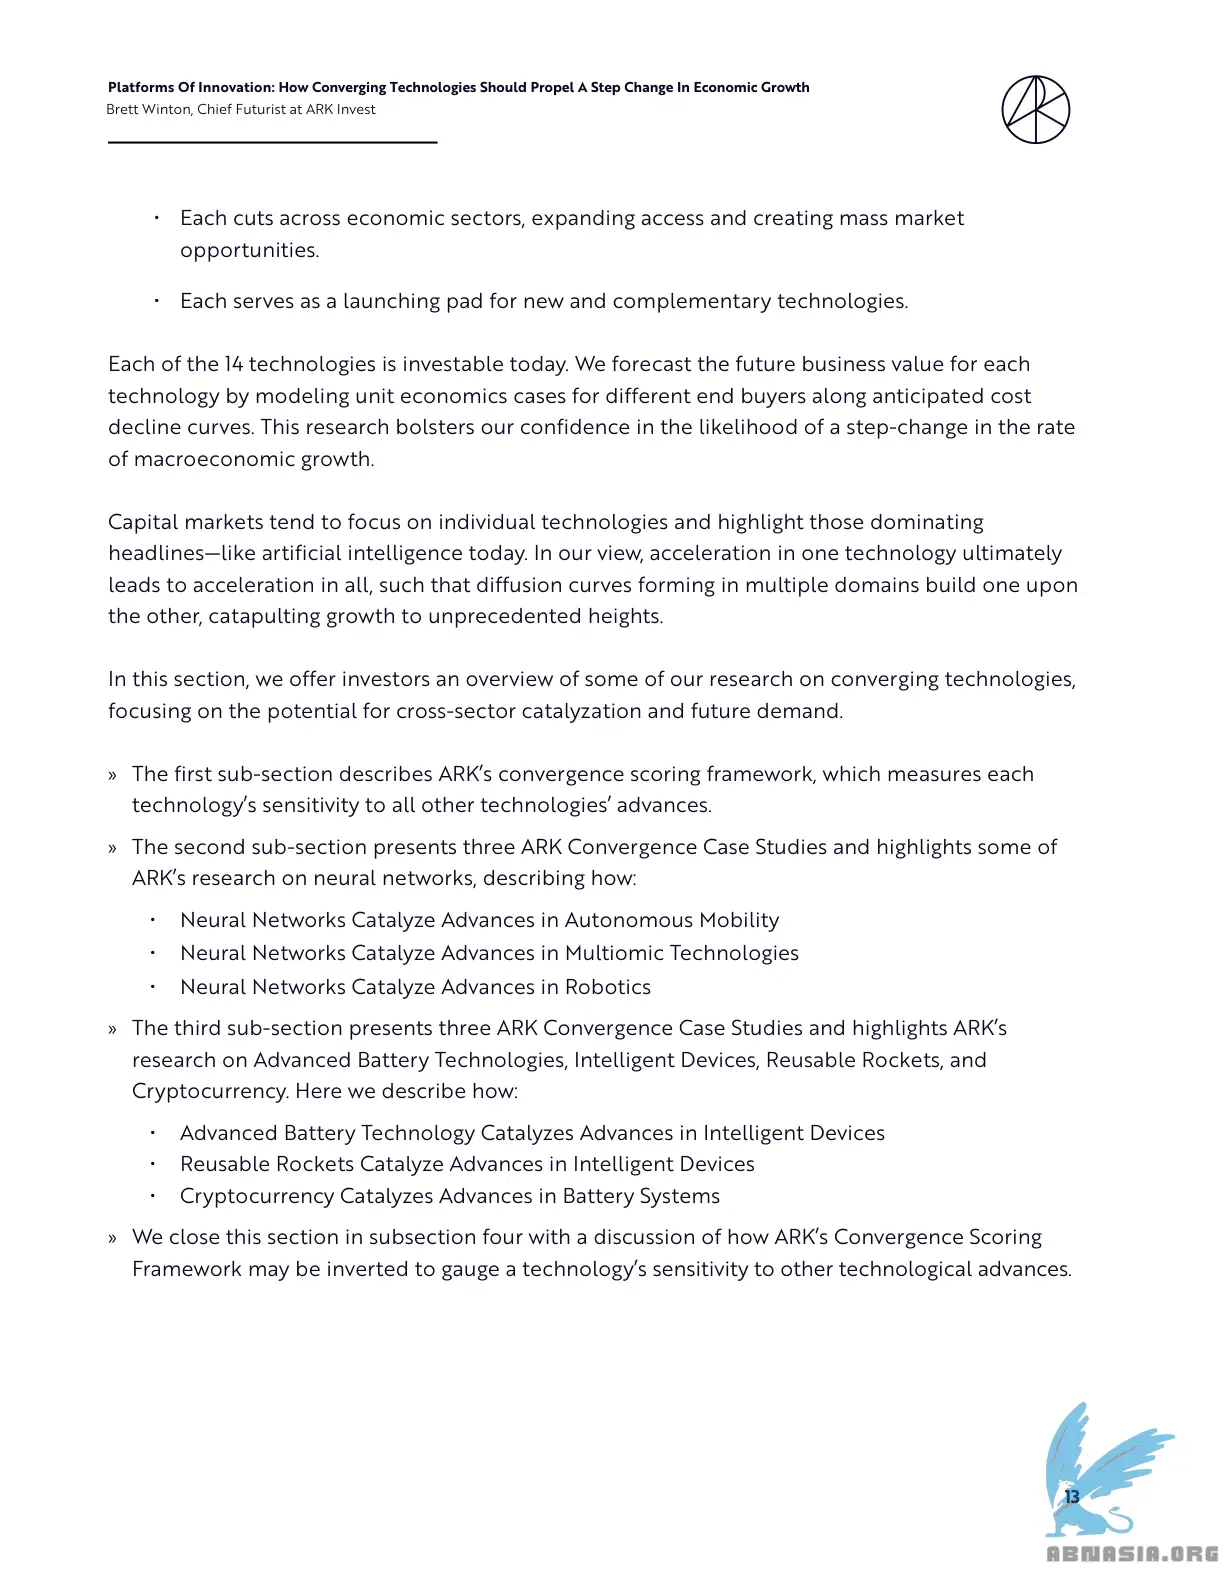 Platforms Of Innovation: How Converging Technologies Should Propel A Step Change In Economic Growth
Brett Winton, Chief Futurist at ARK Invest
• Each cuts across economic sectors, expanding access and creating mass market
opportunities.
• Each serves as a launching pad for new and complementary technologies.
Each of the 14 technologies is investable today. We forecast the future business value for each
technology by modeling unit economics cases for different end buyers along anticipated cost
decline curves. This research bolsters our confidence in the likelihood of a step-change in the rate
of macroeconomic growth.
Capital markets tend to focus on individual technologies and highlight those dominating
headlines—like artificial intelligence today. In our view, acceleration in one technology ultimately
leads to acceleration in all, such that diffusion curves forming in multiple domains build one upon
the other, catapulting growth to unprecedented heights.
In this section, we offer investors an overview of some of our research on converging technologies,
focusing on the potential for cross-sector catalyzation and future demand.
» The first sub-section describes ARK’s convergence scoring framework, which measures each
technology’s sensitivity to all other technologies’ advances.
» The second sub-section presents three ARK Convergence Case Studies and highlights some of
ARK’s research on neural networks, describing how:
• Neural Networks Catalyze Advances in Autonomous Mobility
• Neural Networks Catalyze Advances in Multiomic Technologies
• Neural Networks Catalyze Advances in Robotics
» The third sub-section presents three ARK Convergence Case Studies and highlights ARK’s
research on Advanced Battery Technologies, Intelligent Devices, Reusable Rockets, and
Cryptocurrency. Here we describe how:
• Advanced Battery Technology Catalyzes Advances in Intelligent Devices
• Reusable Rockets Catalyze Advances in Intelligent Devices
• Cryptocurrency Catalyzes Advances in Battery Systems
» We close this section in subsection four with a discussion of how ARK’s Convergence Scoring
Framework may be inverted to gauge a technology’s sensitivity to other technological advances.
13
ABNASIA.ORG